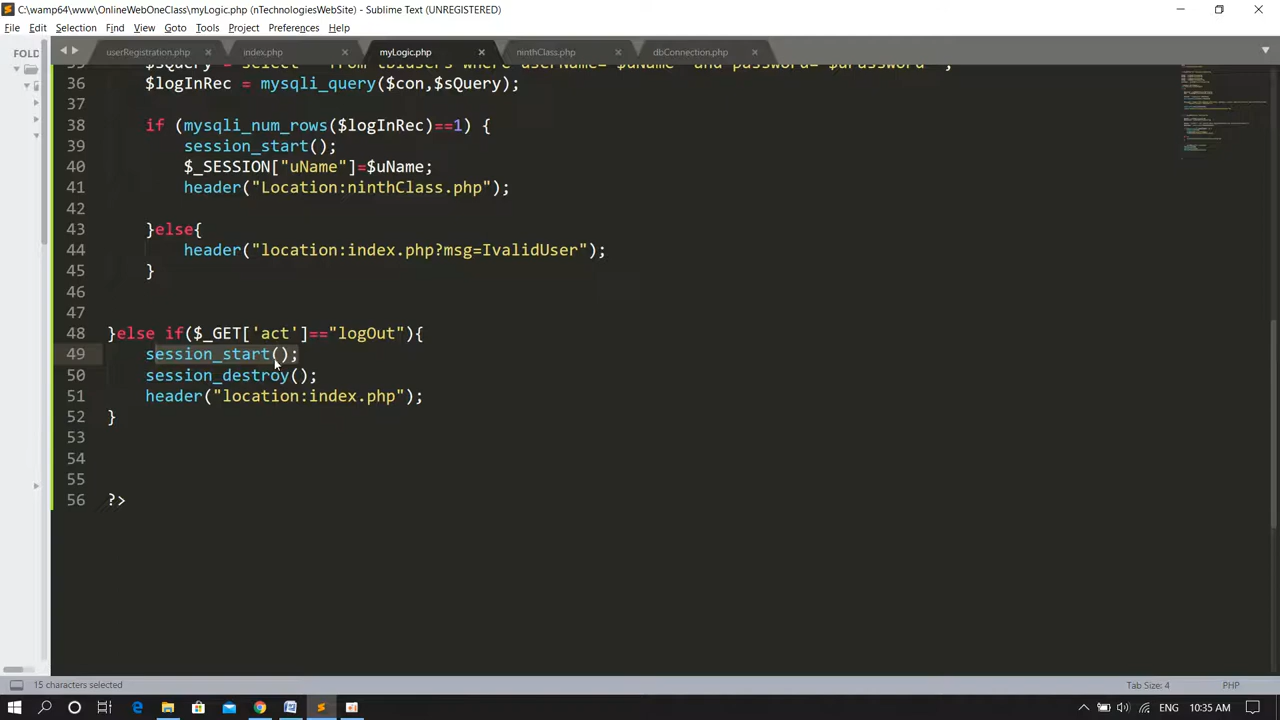 C:\wamp64\www\OnlineWebOneClass\myLogic.php (nTechnologiesWebSite) - Sublime Text (UNREGISTERED)
File Edit Selection Find View Goto Tools Project Preferences Help
FOLD userRegistration.php index.php myLogic.php ninthClass.php dbConnection.php
36 $logInRec = mysqli_query($con,$sQuery);
37
38 if (mysqli_num_rows($logInRec)==1) {
39 session_start();
40 $_SESSION["uName"]=$uName;
41 header("Location:ninthClass.php");
42
43 }else{
44 header("location:index.php?msg=IvalidUser");
45 }
46
47
48 }else if($_GET['act']=="logOut"){
49 session_start();
50 session_destroy();
51 header("location:index.php");
52 }
53
54
55
56 ?>
15 characters selected Tab Size: 4 PHP
ENG 10:35 AM